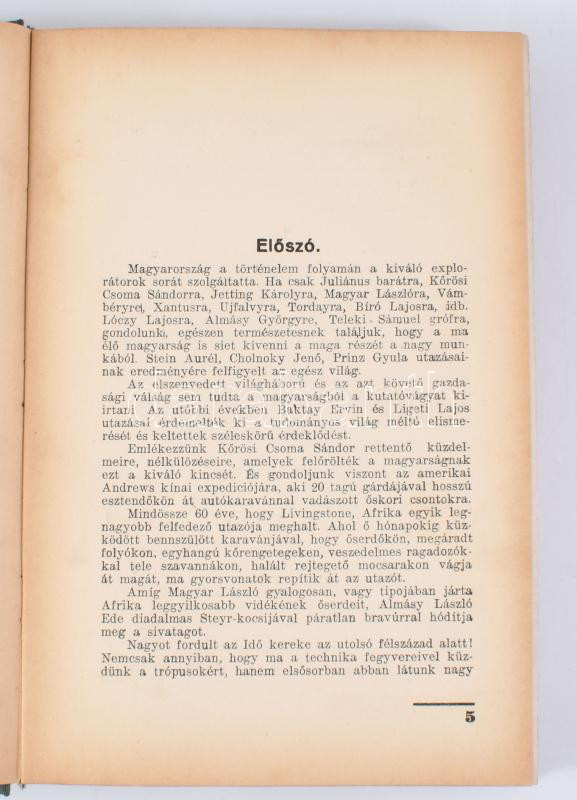 Előszó.
Magyarország a történelem folyamán a kiváló explo-
rátorok sorát szolgáltatta. Ha csak Juliánus barátra, Kőrösi
Csoma Sándorra, Jetting Károlyra, Magyar Lászlóra, Vám-
béryre, Xantusra, Ujfalvyra, Tordayra, Bíró Lajosra, idb.
Lóczy Lajosra, Almásy Györgyre, Teleki Sámuel grófra,
gondolunk, egészen természetesnek találjuk, hogy a ma
élő magyarság is siet kivenni a maga részét a nagy mun-
kából. Stein Aurél, Cholnoky Jenő, Prinz Gyula utazásai-
nak eredményére felfigyelt az egész világ.
Az elszenvedett világháború és az azt követő gazda-
sági válság sem tudta a magyarságból a kutatóvágyat ki-
irtani. Az utóbbi években Baktay Ervin és Ligeti Lajos
utazásai érdemelték ki a tudományos világ méltó elisme-
rését és keltettek széleskörű érdeklődést.
Emlékezzünk Kőrösi Csoma Sándor rettentő küzdel-
meire, nélkülözéseire, amelyek felőrölték a magyarságnak
ezt a kiváló kincsét. És gondoljunk viszont az amerikai
Andrews kínai expediciójára, aki 20 tagú gárdájával hosszú
esztendőkön át autókaravánnal vadászott őskori csontokra.
Mindössze 60 éve, hogy Livingstone, Afrika egyik leg-
nagyobb felfedező utazója meghalt. Ahol ő hónapokig küz-
ködött bennszülött karavánjával, hogy őserdőkön, megáradt
folyókon, egyhangú kőrengetegeken, veszedelmes ragadozók-
kal tele szavannákon, halált rejtegető mocsarakon vágja
át magát, ma gyorsvonatok repítik át az utazót.
Amíg Magyar László gyalogosan, vagy tipojában járta
Afrika leggyilkosabb vidékének őserdeit, Almásy László
Ede diadalmas Steyr-kocsijával páratlan bravúrral hódítja
meg a sivatagot.
Nagyot fordult az Idő kereke az utolsó félszázad alatt!
Nemcsak annyiban, hogy ma a technika fegyvereivel küz-
dünk a trópusokért, hanem elsősorban abban látunk nagy
5